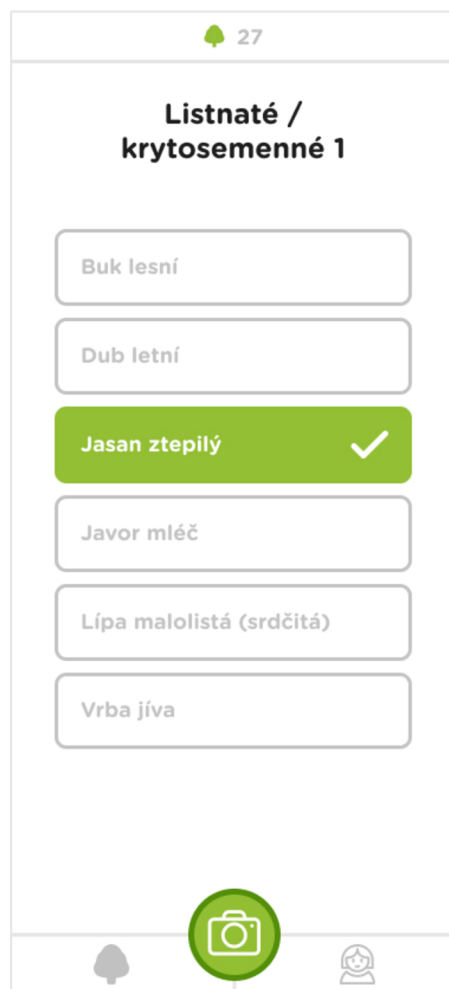 27
Listnaté /
krytosemenné 1
Buk lesní
Dub letní
Jasan ztepilý
Javor mléč
Lípa malolistá (srdčitá)
Vrba jíva